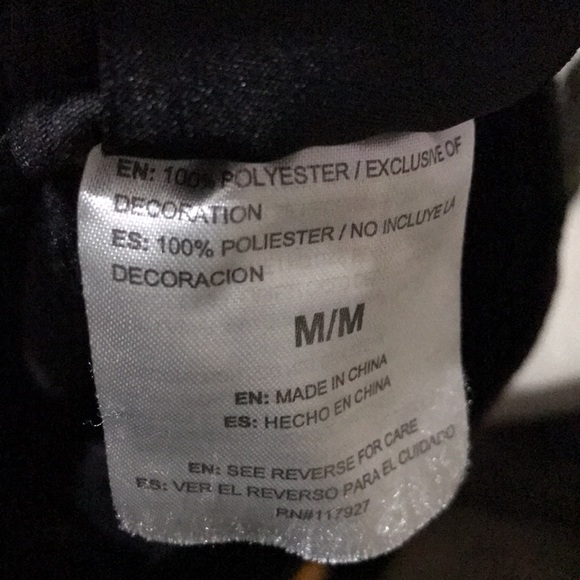 EN: 100% POLYESTER / EXCLUSIVE OF
DECORATION
ES: 100% POLIESTER / NO INCLUYE LA
DECORACION
M/M
EN: MADE IN CHINA
ES: HECHO EN CHINA
EN: SEE REVERSE FOR CARE
ES: VER EL REVERSO PARA EL CUIDADO
RN#117927